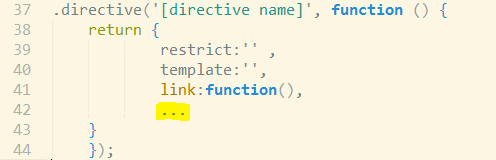 37 .directive('[directive name]', function () {
38 return {
39 restrict:'' ,
40 template:'',
41 link:function(),
42 ...
43 }
44 });